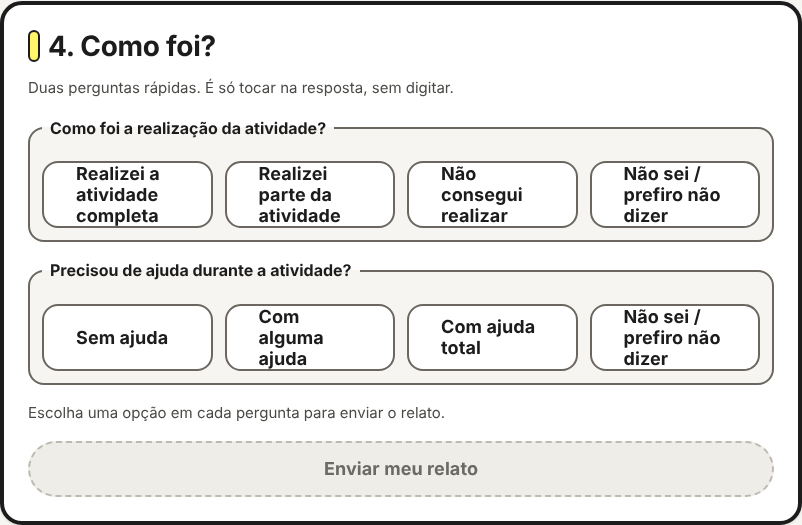 4. Como foi?
Duas perguntas rápidas. É só tocar na resposta, sem digitar.
Como foi a realização da atividade?
Realizei a
atividade
completa
Realizei
parte da
atividade
Não
consegui
realizar
Não sei /
prefiro não
dizer
Precisou de ajuda durante a atividade?
Sem ajuda
Com
alguma
ajuda
Com ajuda
total
Não sei /
prefiro não
dizer
Escolha uma opção em cada pergunta para enviar o relato.
Enviar meu relato